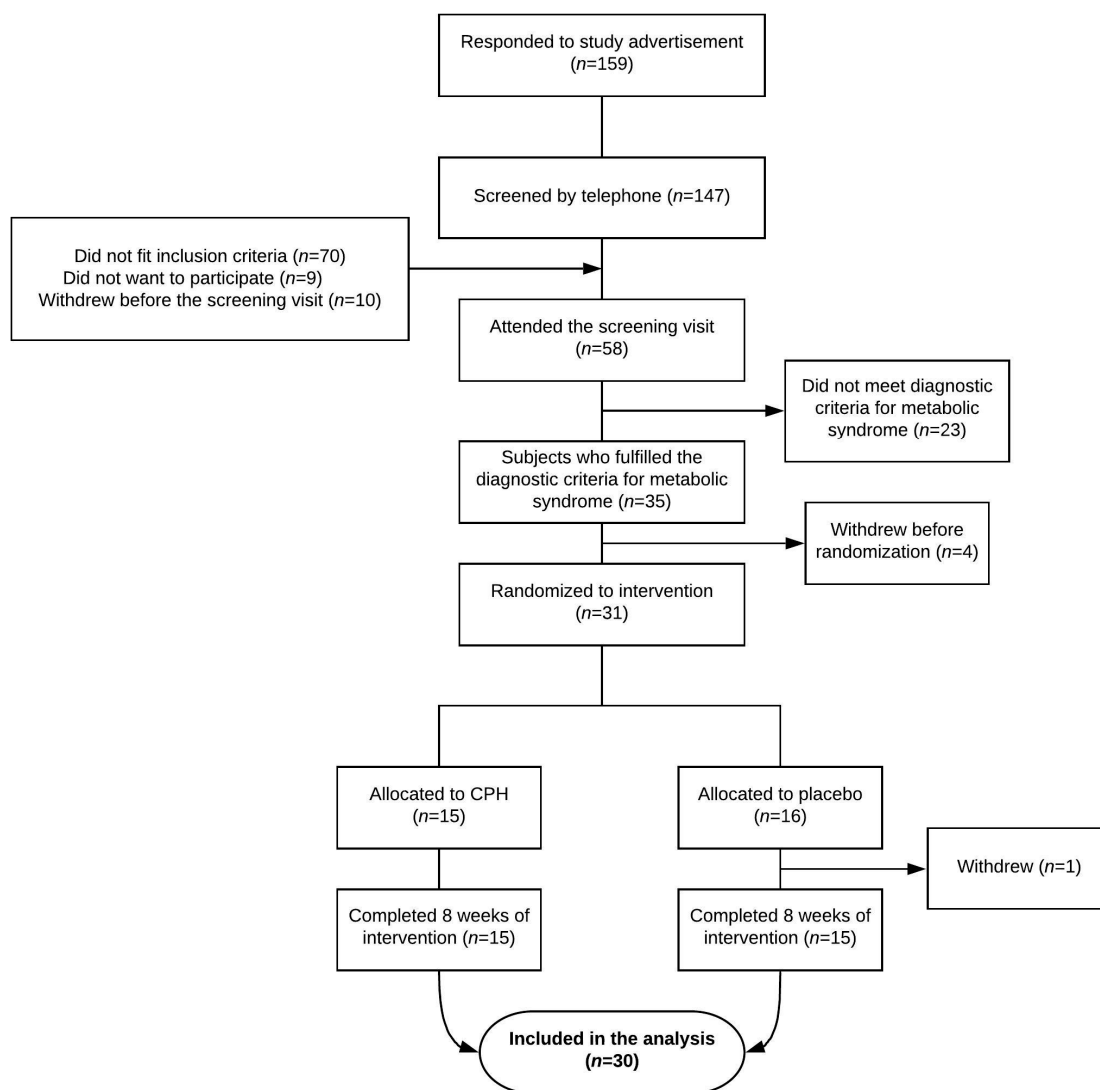 Responded to study advertisement
(n=159)
Screened by telephone (n=147)
Did not fit inclusion criteria (n=70)
Did not want to participate (n=9)
Withdrew before the screening visit (n=10)
Attended the screening visit
(n=58)
Did not meet diagnostic
criteria for metabolic
syndrome (n=23)
Subjects who fulfilled the
diagnostic criteria for metabolic
syndrome (n=35)
Withdrew before
randomization (n=4)
Randomized to intervention
(n=31)
Allocated to CPH
(n=15)
Allocated to placebo
(n=16)
Withdrew (n=1)
Completed 8 weeks of
intervention (n=15)
Completed 8 weeks of
intervention (n=15)
Included in the analysis
(n=30)